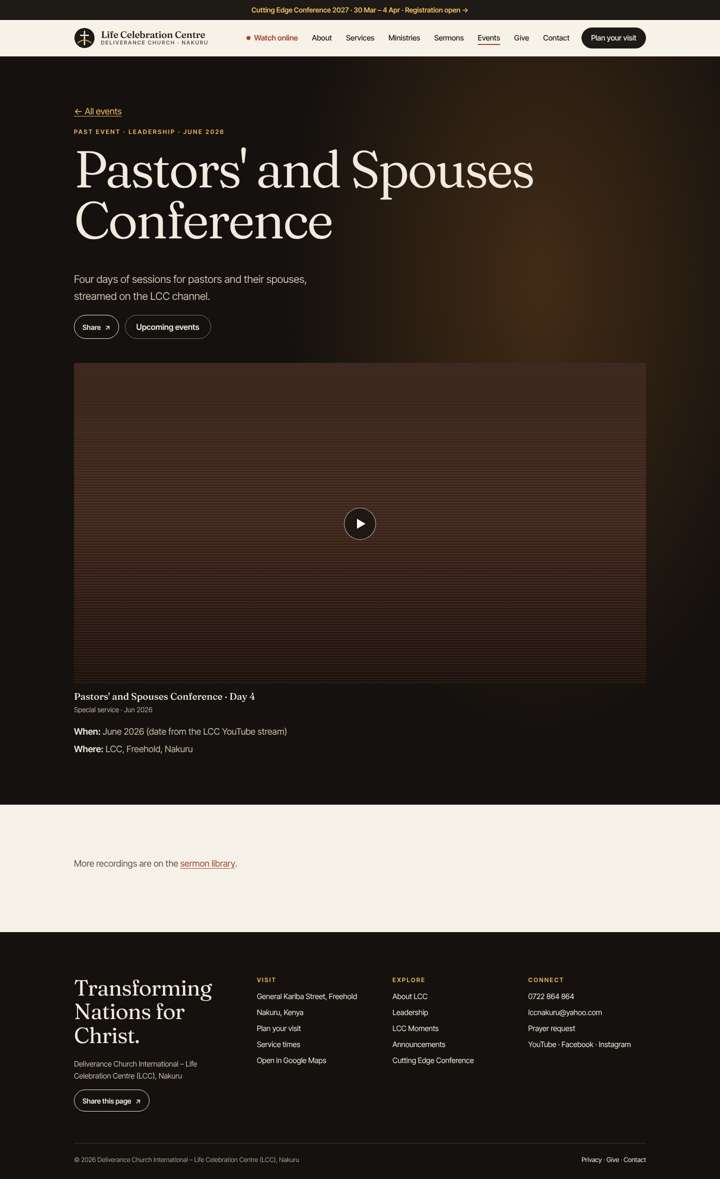 Cutting Edge Conference 2027 · 30 Mar – 4 Apr · Registration open →
Life Celebration Centre
DELIVERANCE CHURCH · NAKURU
Watch online
About
Services
Ministries
Sermons
Events
Give
Contact
Plan your visit
← All events
PAST EVENT · LEADERSHIP · JUNE 2026
Pastors' and Spouses
Conference
Four days of sessions for pastors and their spouses,
streamed on the LCC channel.
Share ↗
Upcoming events
Pastors' and Spouses Conference · Day 4
Special service · Jun 2026
When: June 2026 (date from the LCC YouTube stream)
Where: LCC, Freehold, Nakuru
More recordings are on the sermon library.
Transforming
Nations for
Christ.
Deliverance Church International – Life
Celebration Centre (LCC), Nakuru
Share this page ↗
VISIT
General Kariba Street, Freehold
Nakuru, Kenya
Plan your visit
Service times
Open in Google Maps
EXPLORE
About LCC
Leadership
LCC Moments
Announcements
Cutting Edge Conference
CONNECT
0722 864 864
lccnakuru@yahoo.com
Prayer request
YouTube · Facebook · Instagram
© 2026 Deliverance Church International – Life Celebration Centre (LCC), Nakuru
Privacy · Give · Contact